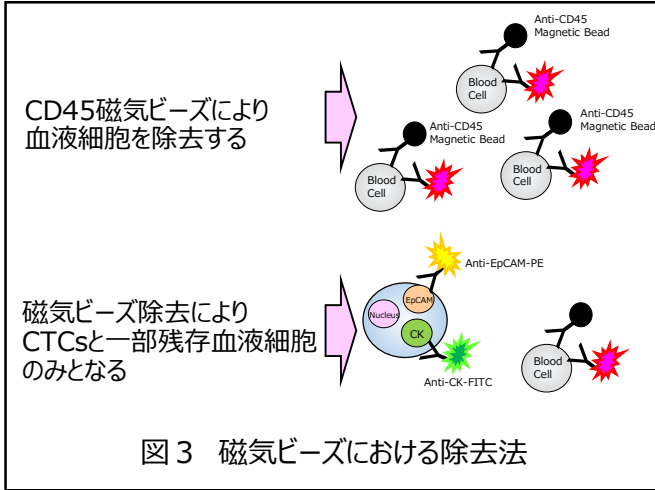 Anti-CD45
Magnetic Bead
Blood
Cell
CD45磁気ビーズにより
血液細胞を除去する
Anti-CD45
Magnetic Bead
Blood
Cell
Anti-CD45
Magnetic Bead
Blood
Cell
磁気ビーズ除去により
CTCsと一部残存血液細胞
のみとなる
Anti-EpCAM-PE
EpCAM
Nucleus
CK
Anti-CK-FITC
Blood
Cell
図3 磁気ビーズにおける除去法